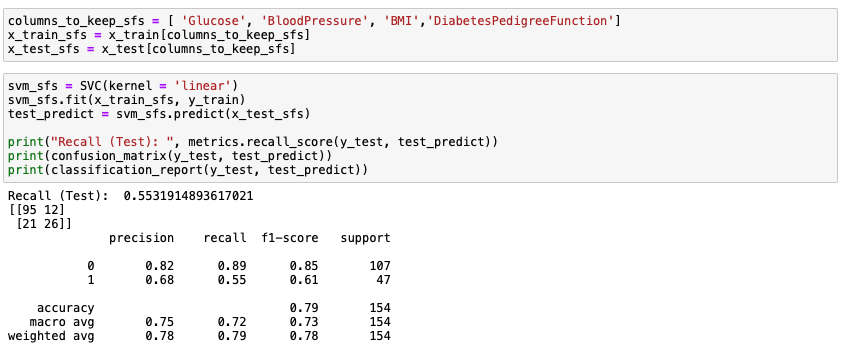 columns_to_keep_sfs = [ 'Glucose', 'BloodPressure', 'BMI','DiabetesPedigreeFunction']
x_train_sfs = x_train[columns_to_keep_sfs]
x_test_sfs = x_test[columns_to_keep_sfs]
svm_sfs = SVC(kernel = 'linear')
svm_sfs.fit(x_train_sfs, y_train)
test_predict = svm_sfs.predict(x_test_sfs)
print("Recall (Test): ", metrics.recall_score(y_test, test_predict))
print(confusion_matrix(y_test, test_predict))
print(classification_report(y_test, test_predict))
Recall (Test):  0.5531914893617021
[[95 12]
 [21 26]]
              precision    recall  f1-score   support
           0       0.82      0.89      0.85       107
           1       0.68      0.55      0.61        47
    accuracy                           0.79       154
   macro avg       0.75      0.72      0.73       154
weighted avg       0.78      0.79      0.78       154